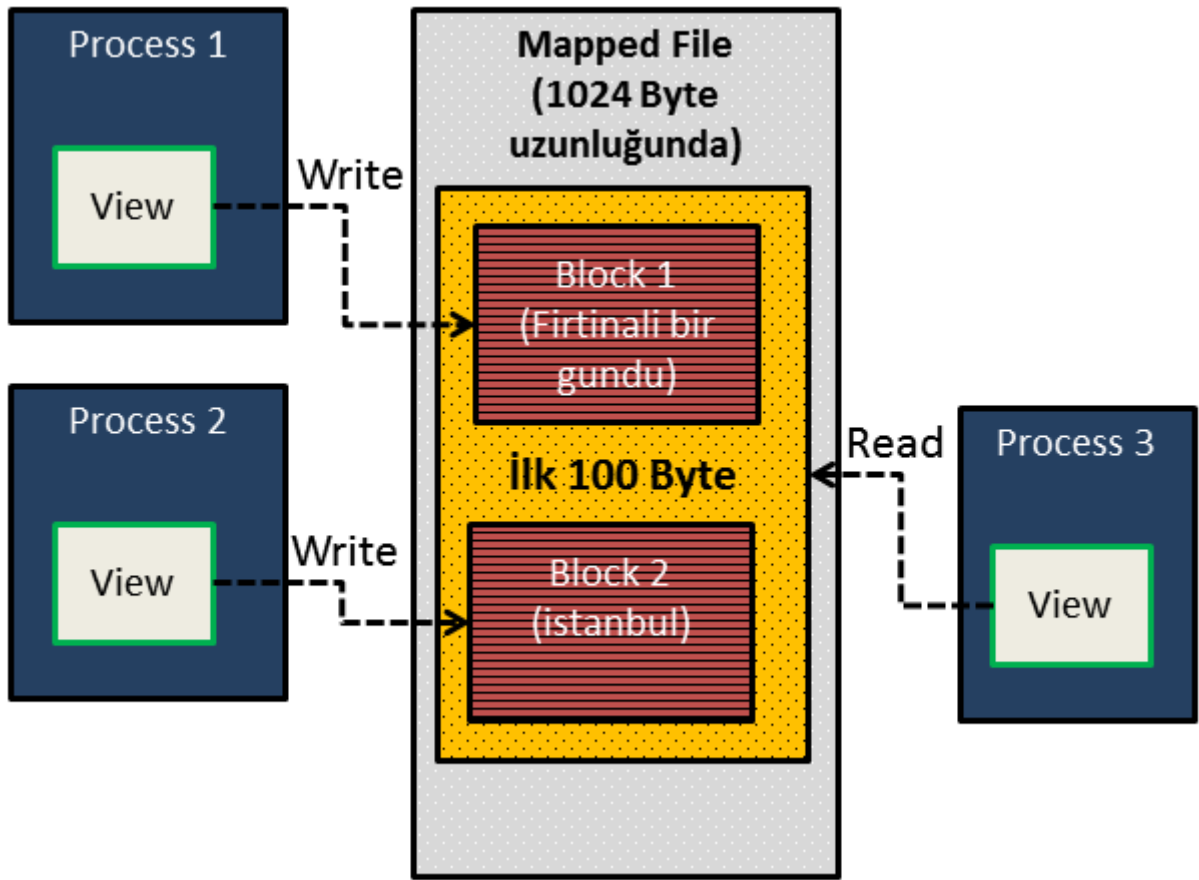 Process 1
View
Write
Process 2
View
Write
Mapped File
(1024 Byte
uzunluğunda)
Block 1
(Firtinali bir
gundu)
İlk 100 Byte
Block 2
(istanbul)
Read
Process 3
View